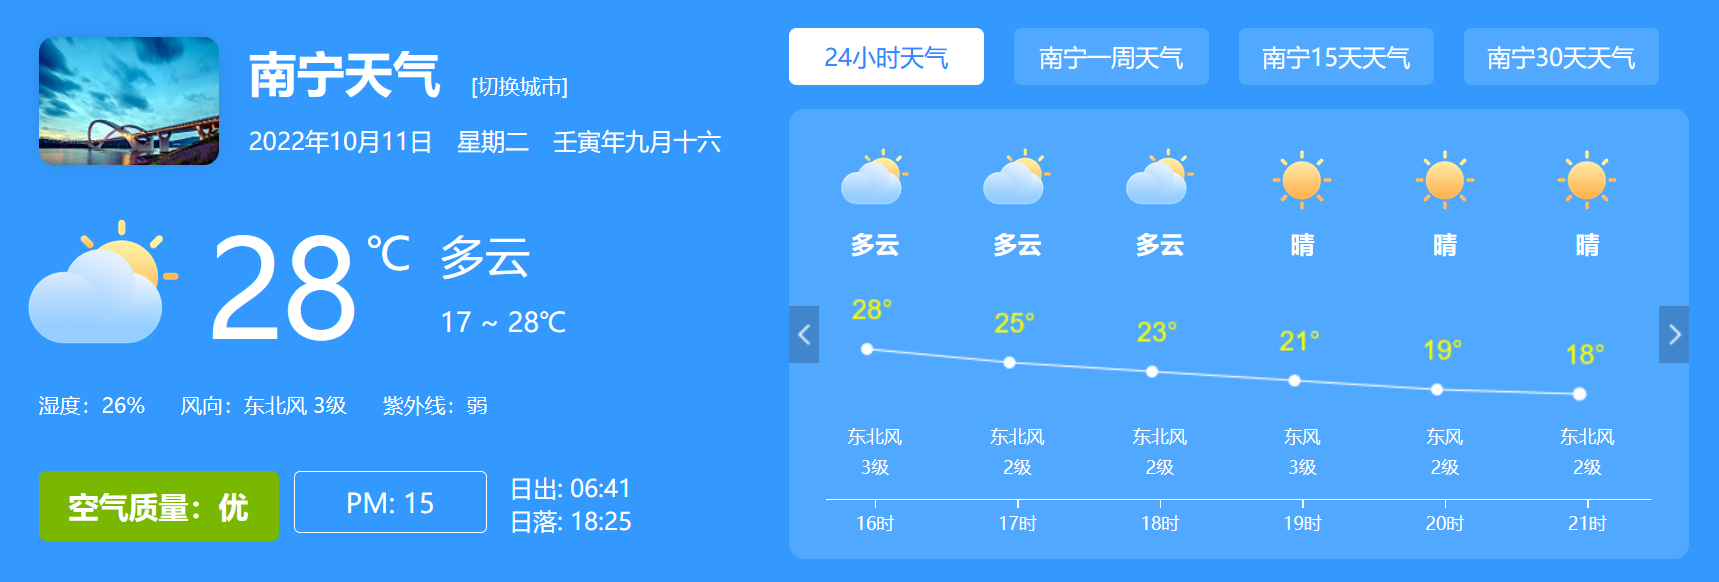 南宁天气 [切换城市]
2022年10月11日 星期二 壬寅年九月十六
28℃ 多云
17 ~ 28℃
湿度：26% 风向：东北风 3级 紫外线：弱
空气质量：优
PM: 15
日出: 06:41
日落: 18:25
24小时天气 南宁一周天气 南宁15天天气 南宁30天天气
多云 多云 多云 晴 晴 晴
28° 25° 23° 21° 19° 18°
东北风 东北风 东北风 东风 东风 东北风
3级 2级 2级 3级 2级 2级
16时 17时 18时 19时 20时 21时